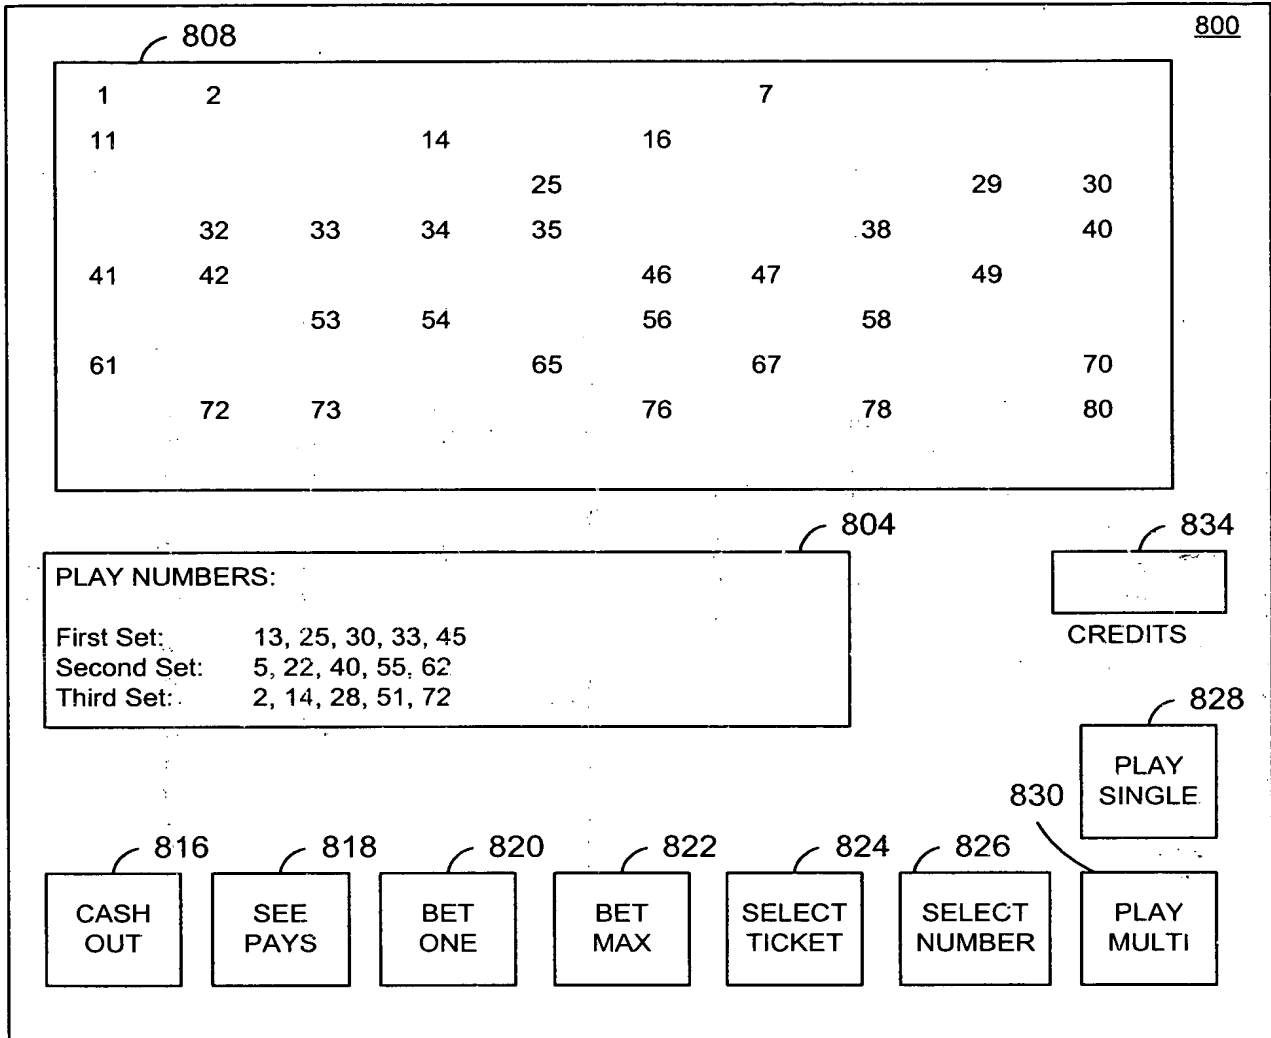 800
808
1 2 7
11 14 16
25 29 30
32 33 34 35 38 40
41 42 46 47 49
53 54 56 58
61 65 67 70
72 73 76 78 80
804
834
PLAY NUMBERS:
First Set: 13, 25, 30, 33, 45
Second Set: 5, 22, 40, 55, 62
Third Set: 2, 14, 28, 51, 72
CREDITS
828
PLAY
SINGLE
830
816 818 820 822 824 826
CASH
OUT
SEE
PAYS
BET
ONE
BET
MAX
SELECT
TICKET
SELECT
NUMBER
PLAY
MULTI